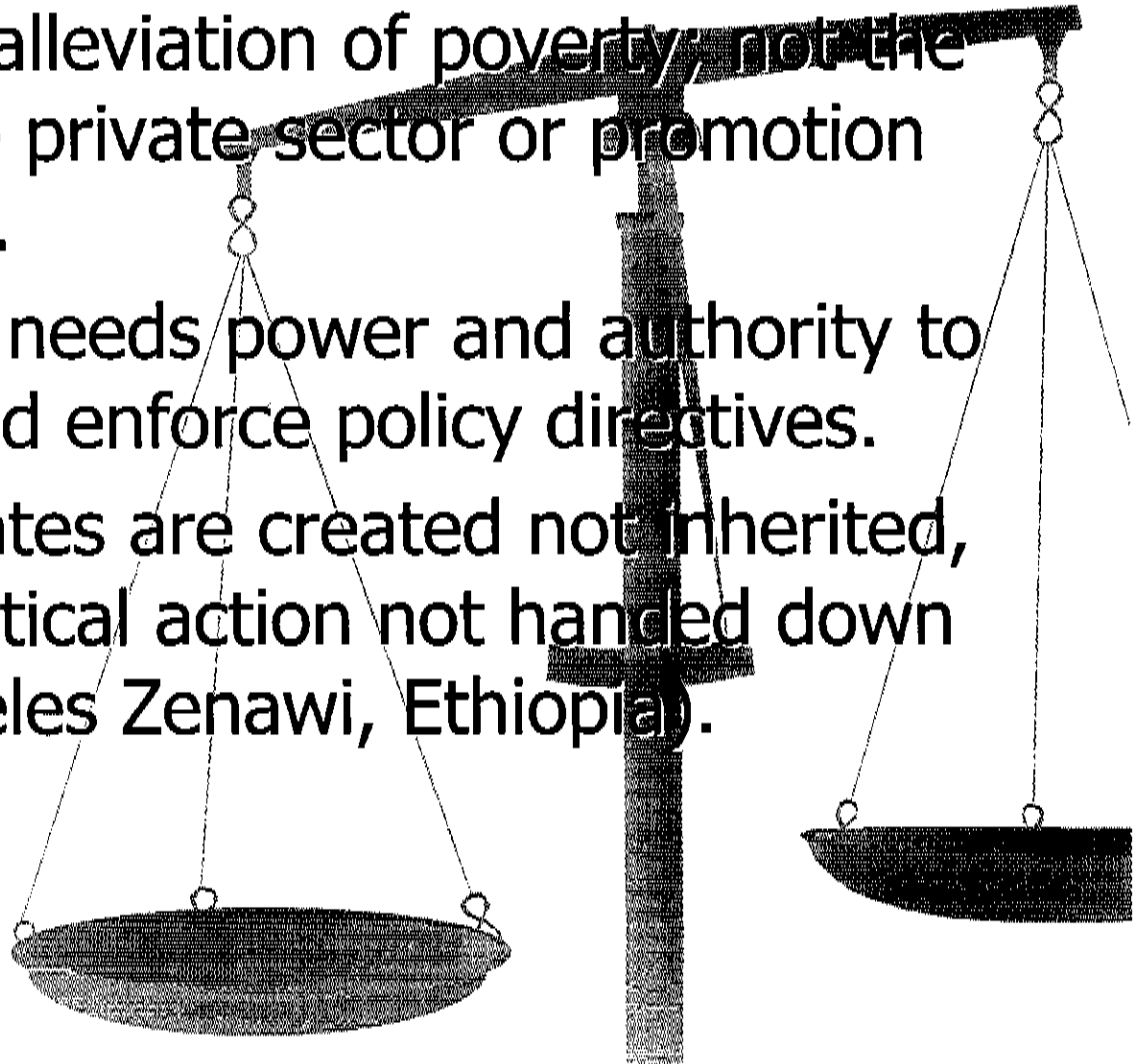 alleviation of poverty; not the
private sector or promotion
.
needs power and authority to
d enforce policy directives.
ates are created not inherited,
tical action not handed down
eles Zenawi, Ethiopia).